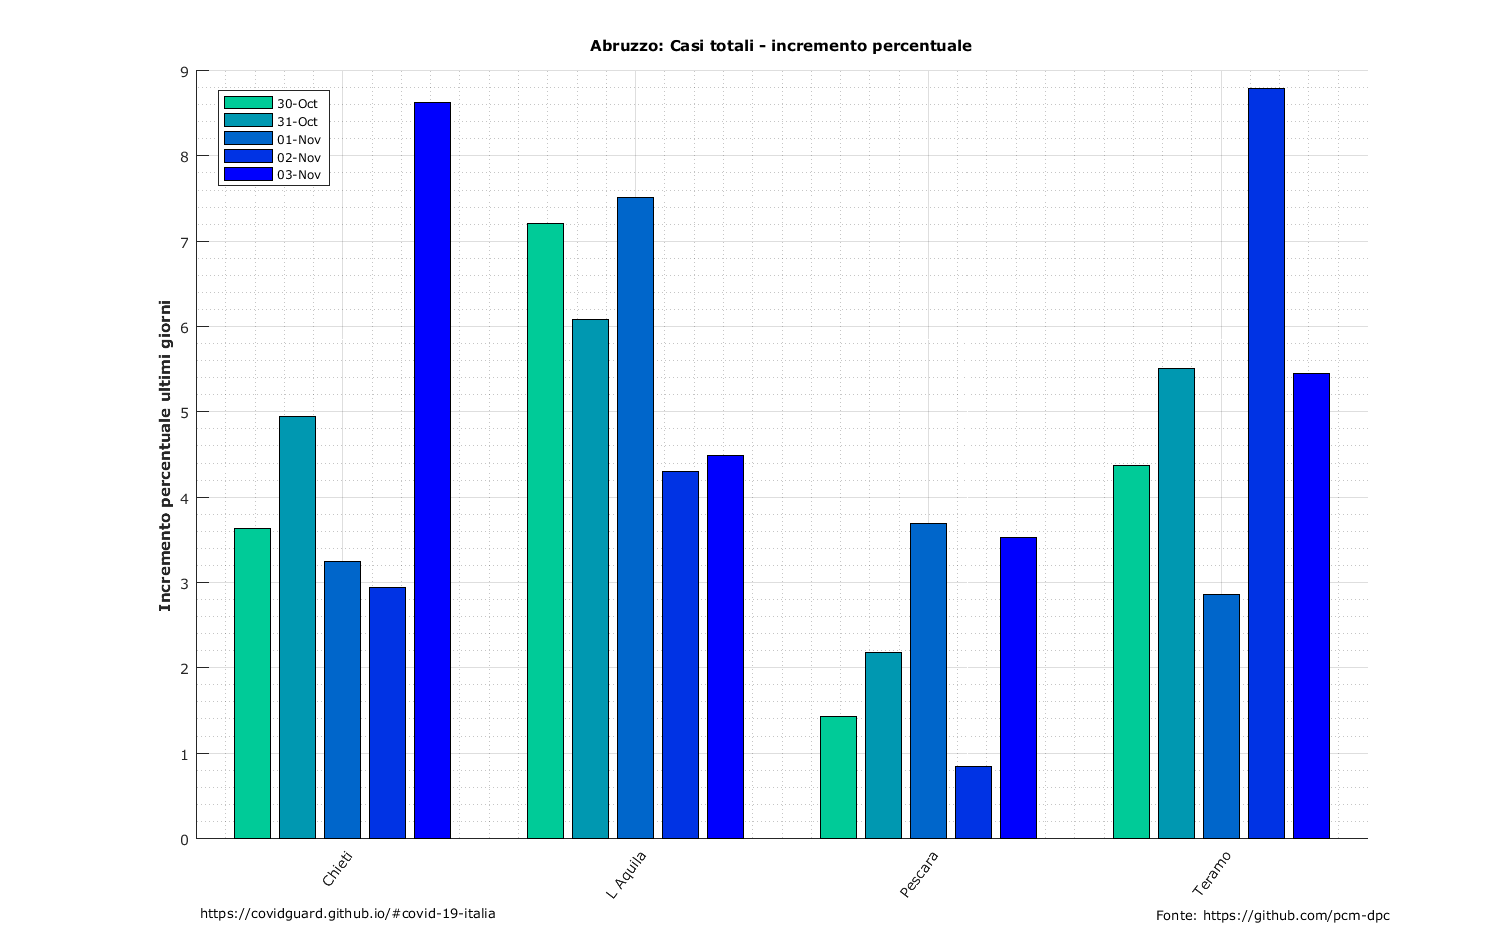 Abruzzo: Casi totali - incremento percentuale
Incremento percentuale ultimi giorni
9
8
7
6
5
4
3
2
1
0
30-Oct
31-Oct
01-Nov
02-Nov
03-Nov
Chieti
L Aquila
Pescara
Teramo
https://covidguard.github.io/#covid-19-italia
Fonte: https://github.com/pcm-dpc